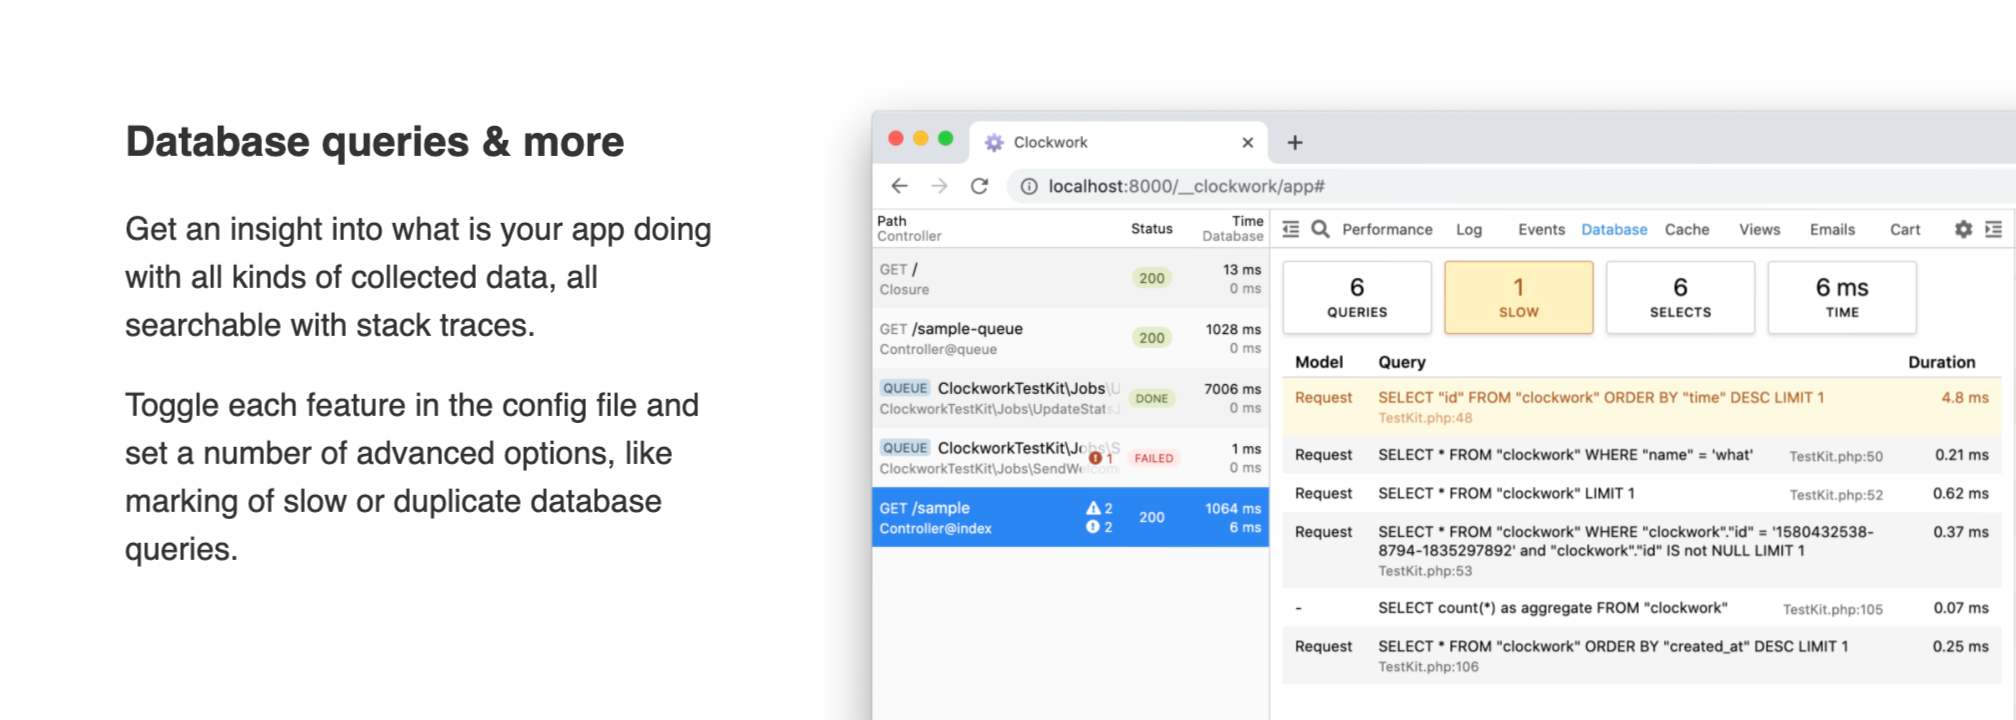 Database queries & more
Get an insight into what is your app doing
with all kinds of collected data, all
searchable with stack traces.
Toggle each feature in the config file and
set a number of advanced options, like
marking of slow or duplicate database
queries.
Clockwork
localhost:8000/__clockwork/app#
Path Status Time
Controller Database
GET / 200 13 ms
Closure 0 ms
GET /sample-queue 200 1028 ms
Controller@queue 0 ms
QUEUE ClockworkTestKit\Jobs\U DONE 7006 ms
ClockworkTestKit\Jobs\UpdateStatsJ 0 ms
QUEUE ClockworkTestKit\Jobs\S 1 FAILED 1 ms
ClockworkTestKit\Jobs\SendWelcom 0 ms
GET /sample 2 200 1064 ms
Controller@index 2 6 ms
Performance Log Events Database Cache Views Emails Cart
6 1 6 6 ms
QUERIES SLOW SELECTS TIME
Model Query Duration
Request SELECT "id" FROM "clockwork" ORDER BY "time" DESC LIMIT 1 4.8 ms
TestKit.php:48
Request SELECT * FROM "clockwork" WHERE "name" = 'what' TestKit.php:50 0.21 ms
Request SELECT * FROM "clockwork" LIMIT 1 TestKit.php:52 0.62 ms
Request SELECT * FROM "clockwork" WHERE "clockwork"."id" = '1580432538- 0.37 ms
8794-1835297892' and "clockwork"."id" IS not NULL LIMIT 1
TestKit.php:53
- SELECT count(*) as aggregate FROM "clockwork" TestKit.php:105 0.07 ms
Request SELECT * FROM "clockwork" ORDER BY "created_at" DESC LIMIT 1 0.25 ms
TestKit.php:106